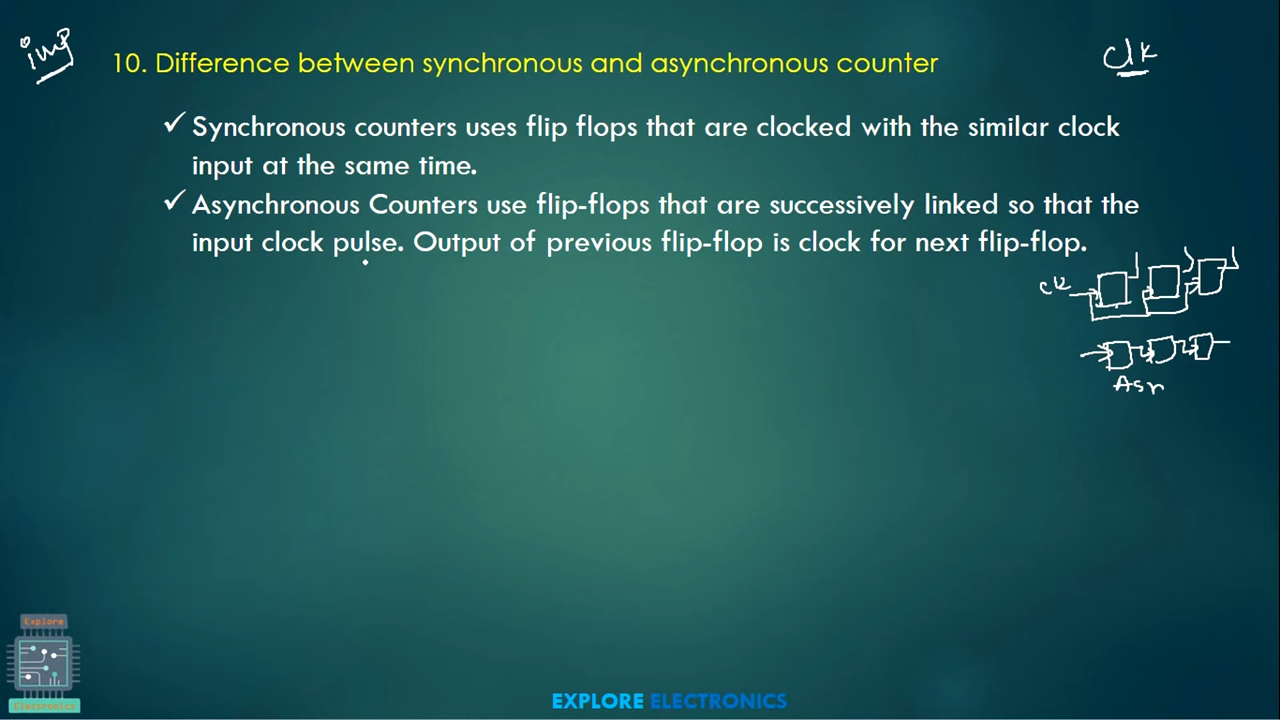 imp
10. Difference between synchronous and asynchronous counter
clk
✓ Synchronous counters uses flip flops that are clocked with the similar clock
input at the same time.
✓ Asynchronous Counters use flip-flops that are successively linked so that the
input clock pulse. Output of previous flip-flop is clock for next flip-flop.
clk
Asn
Explore
Electronics
EXPLORE ELECTRONICS